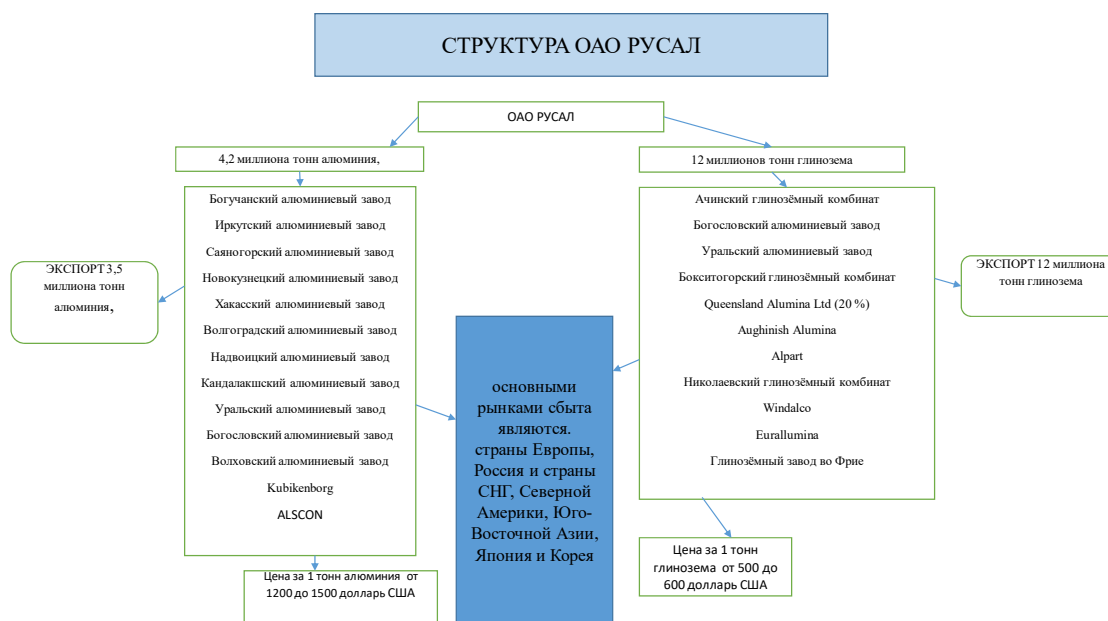 СТРУКТУРА ОАО РУСАЛ
ОАО РУСАЛ
4,2 миллиона тонн алюминия,
12 миллионов тонн глинозема
Богучанский алюминиевый завод
Иркутский алюминиевый завод
Саяногорский алюминиевый завод
Новокузнецкий алюминиевый завод
Хакасский алюминиевый завод
Волгоградский алюминиевый завод
Надвоицкий алюминиевый завод
Кандалакшский алюминиевый завод
Уральский алюминиевый завод
Богословский алюминиевый завод
Волховский алюминиевый завод
Kubikenborg
ALSCON
Ачинский глинозёмный комбинат
Богословский алюминиевый завод
Уральский алюминиевый завод
Бокситогорский глинозёмный комбинат
Queensland Alumina Ltd (20 %)
Aughinish Alumina
Alpart
Николаевский глинозёмный комбинат
Windalco
Eurallumina
Глинозёмный завод во Фрие
ЭКСПОРТ 3,5
миллиона тонн
алюминия,
ЭКСПОРТ 12 миллиона
тонн глинозема
основными
рынками сбыта
являются.
страны Европы,
Россия и страны
СНГ, Северной
Америки, Юго-
Восточной Азии,
Япония и Корея
Цена за 1 тонн
глинозема от 500 до
600 долларь США
Цена за 1 тонн алюминия от
1200 до 1500 долларь США